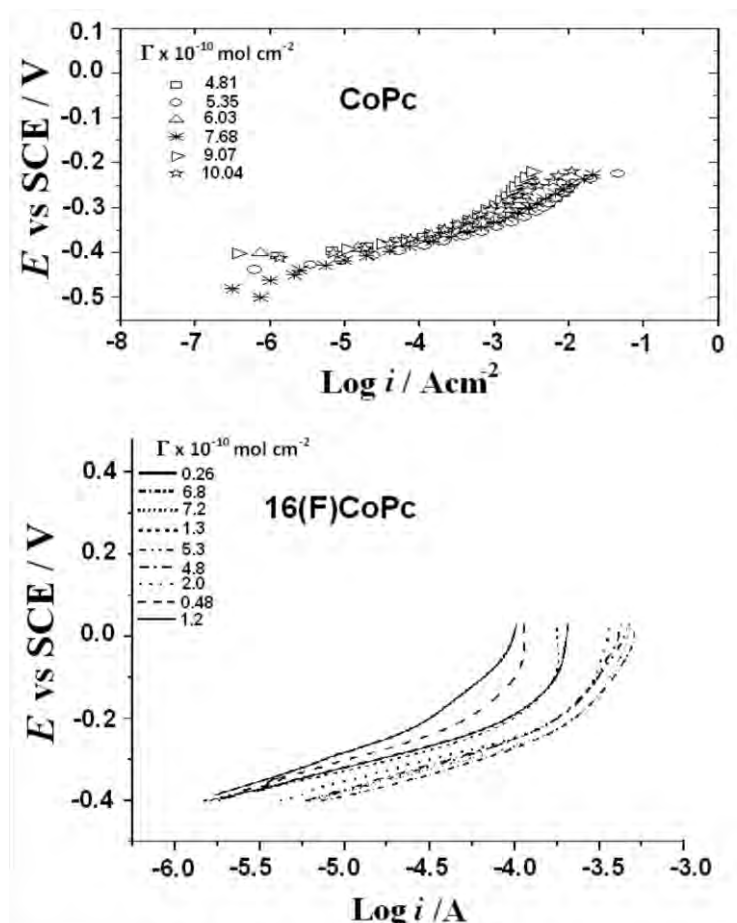 Γ x 10⁻¹⁰ mol cm⁻²
4.81
5.35
6.03
7.68
9.07
10.04
CoPc
0.1
0.0
-0.1
-0.2
-0.3
-0.4
-0.5
E vs SCE / V
-8 -7 -6 -5 -4 -3 -2 -1 0
Log i / Acm²
Γ x 10⁻¹⁰ mol cm⁻²
0.26
6.8
7.2
1.3
5.3
4.8
2.0
0.48
1.2
16(F)CoPc
0.4
0.2
0.0
-0.2
-0.4
E vs SCE / V
-6.0 -5.5 -5.0 -4.5 -4.0 -3.5 -3.0
Log i /A